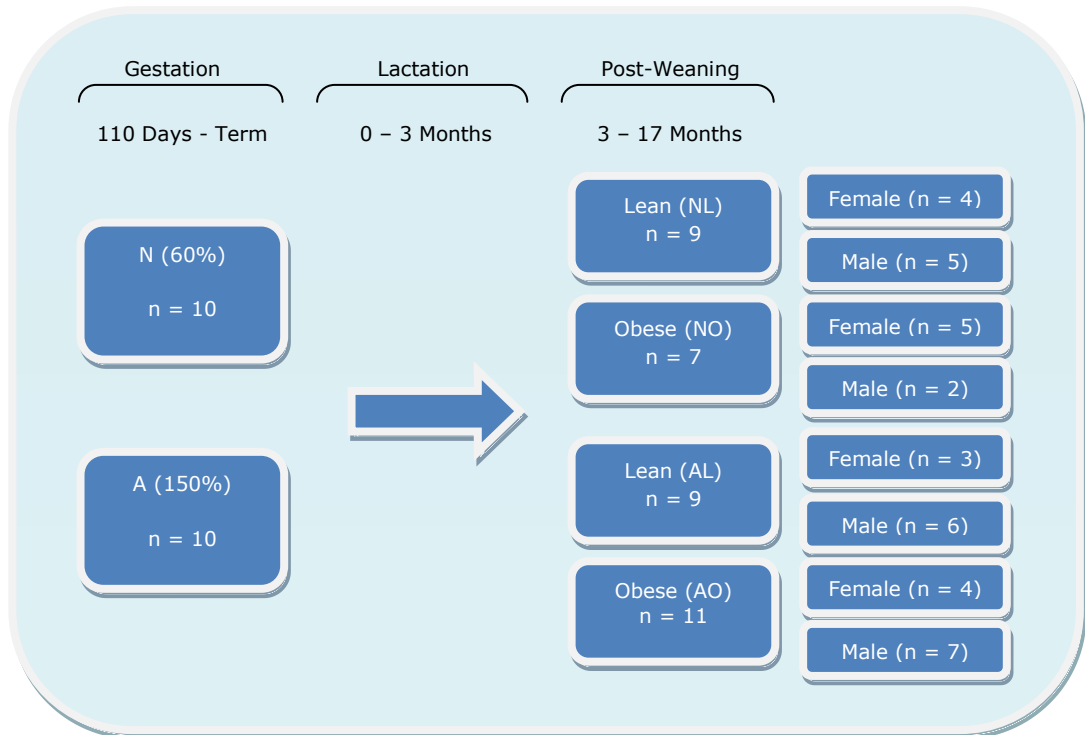 Gestation
Lactation
Post-Weaning
110 Days - Term
0 – 3 Months
3 – 17 Months
N (60%)
n = 10
A (150%)
n = 10
Lean (NL)
n = 9
Female (n = 4)
Male (n = 5)
Obese (NO)
n = 7
Female (n = 5)
Male (n = 2)
Lean (AL)
n = 9
Female (n = 3)
Male (n = 6)
Obese (AO)
n = 11
Female (n = 4)
Male (n = 7)